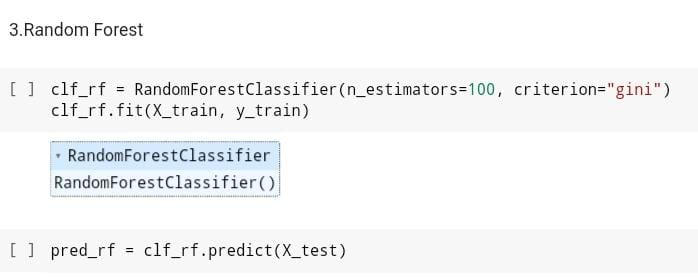 3.Random Forest
[ ] clf_rf = RandomForestClassifier(n_estimators=100, criterion="gini")
clf_rf.fit(X_train, y_train)
▾ RandomForestClassifier
RandomForestClassifier()
[ ] pred_rf = clf_rf.predict(X_test)